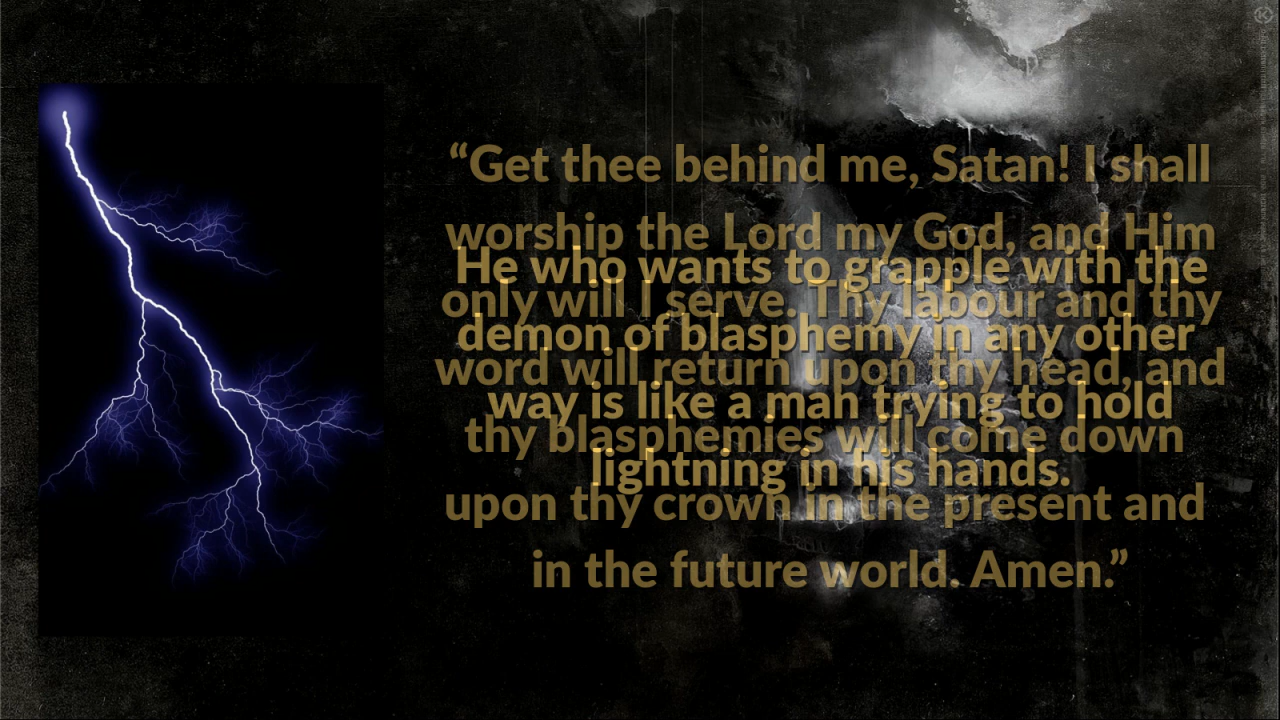 “Get thee behind me, Satan! I shall
worship the Lord my God, and Him
only will I serve. Thy labour and thy
word will return upon thy head, and
thy blasphemies will come down
upon thy crown in the present and
in the future world. Amen.”
He who wants to grapple with the
demon of blasphemy in any other
way is like a man trying to hold
lightning in his hands.